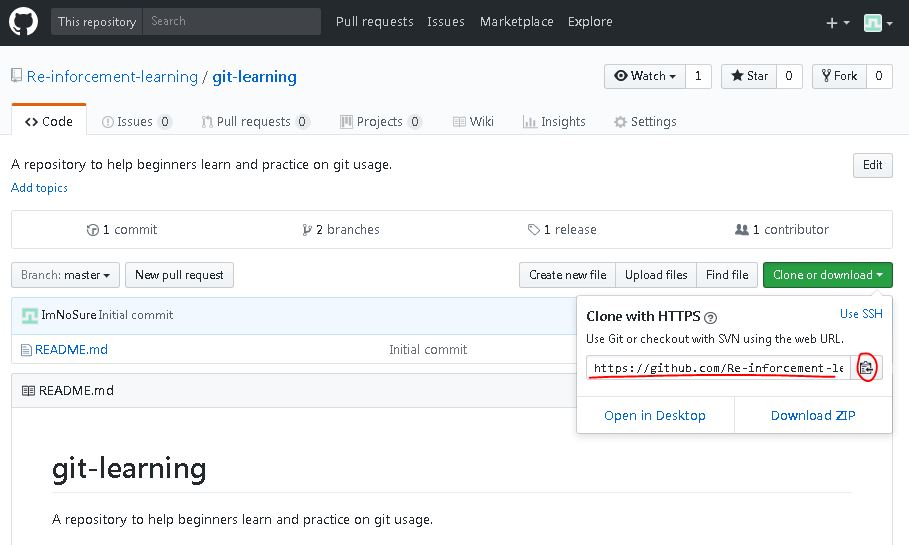 This repository Search Pull requests Issues Marketplace Explore
Re-inforcement-learning / git-learning Watch 1 Star 0 Fork 0
Code Issues 0 Pull requests 0 Projects 0 Wiki Insights Settings
A repository to help beginners learn and practice on git usage. Edit
Add topics
1 commit 2 branches 1 release 1 contributor
Branch: master New pull request Create new file Upload files Find file Clone or download
ImNoSure Initial commit
README.md Initial commit
Clone with HTTPS Use SSH
Use Git or checkout with SVN using the web URL.
https://github.com/Re-inforcement-le
Open in Desktop Download ZIP
README.md
git-learning
A repository to help beginners learn and practice on git usage.